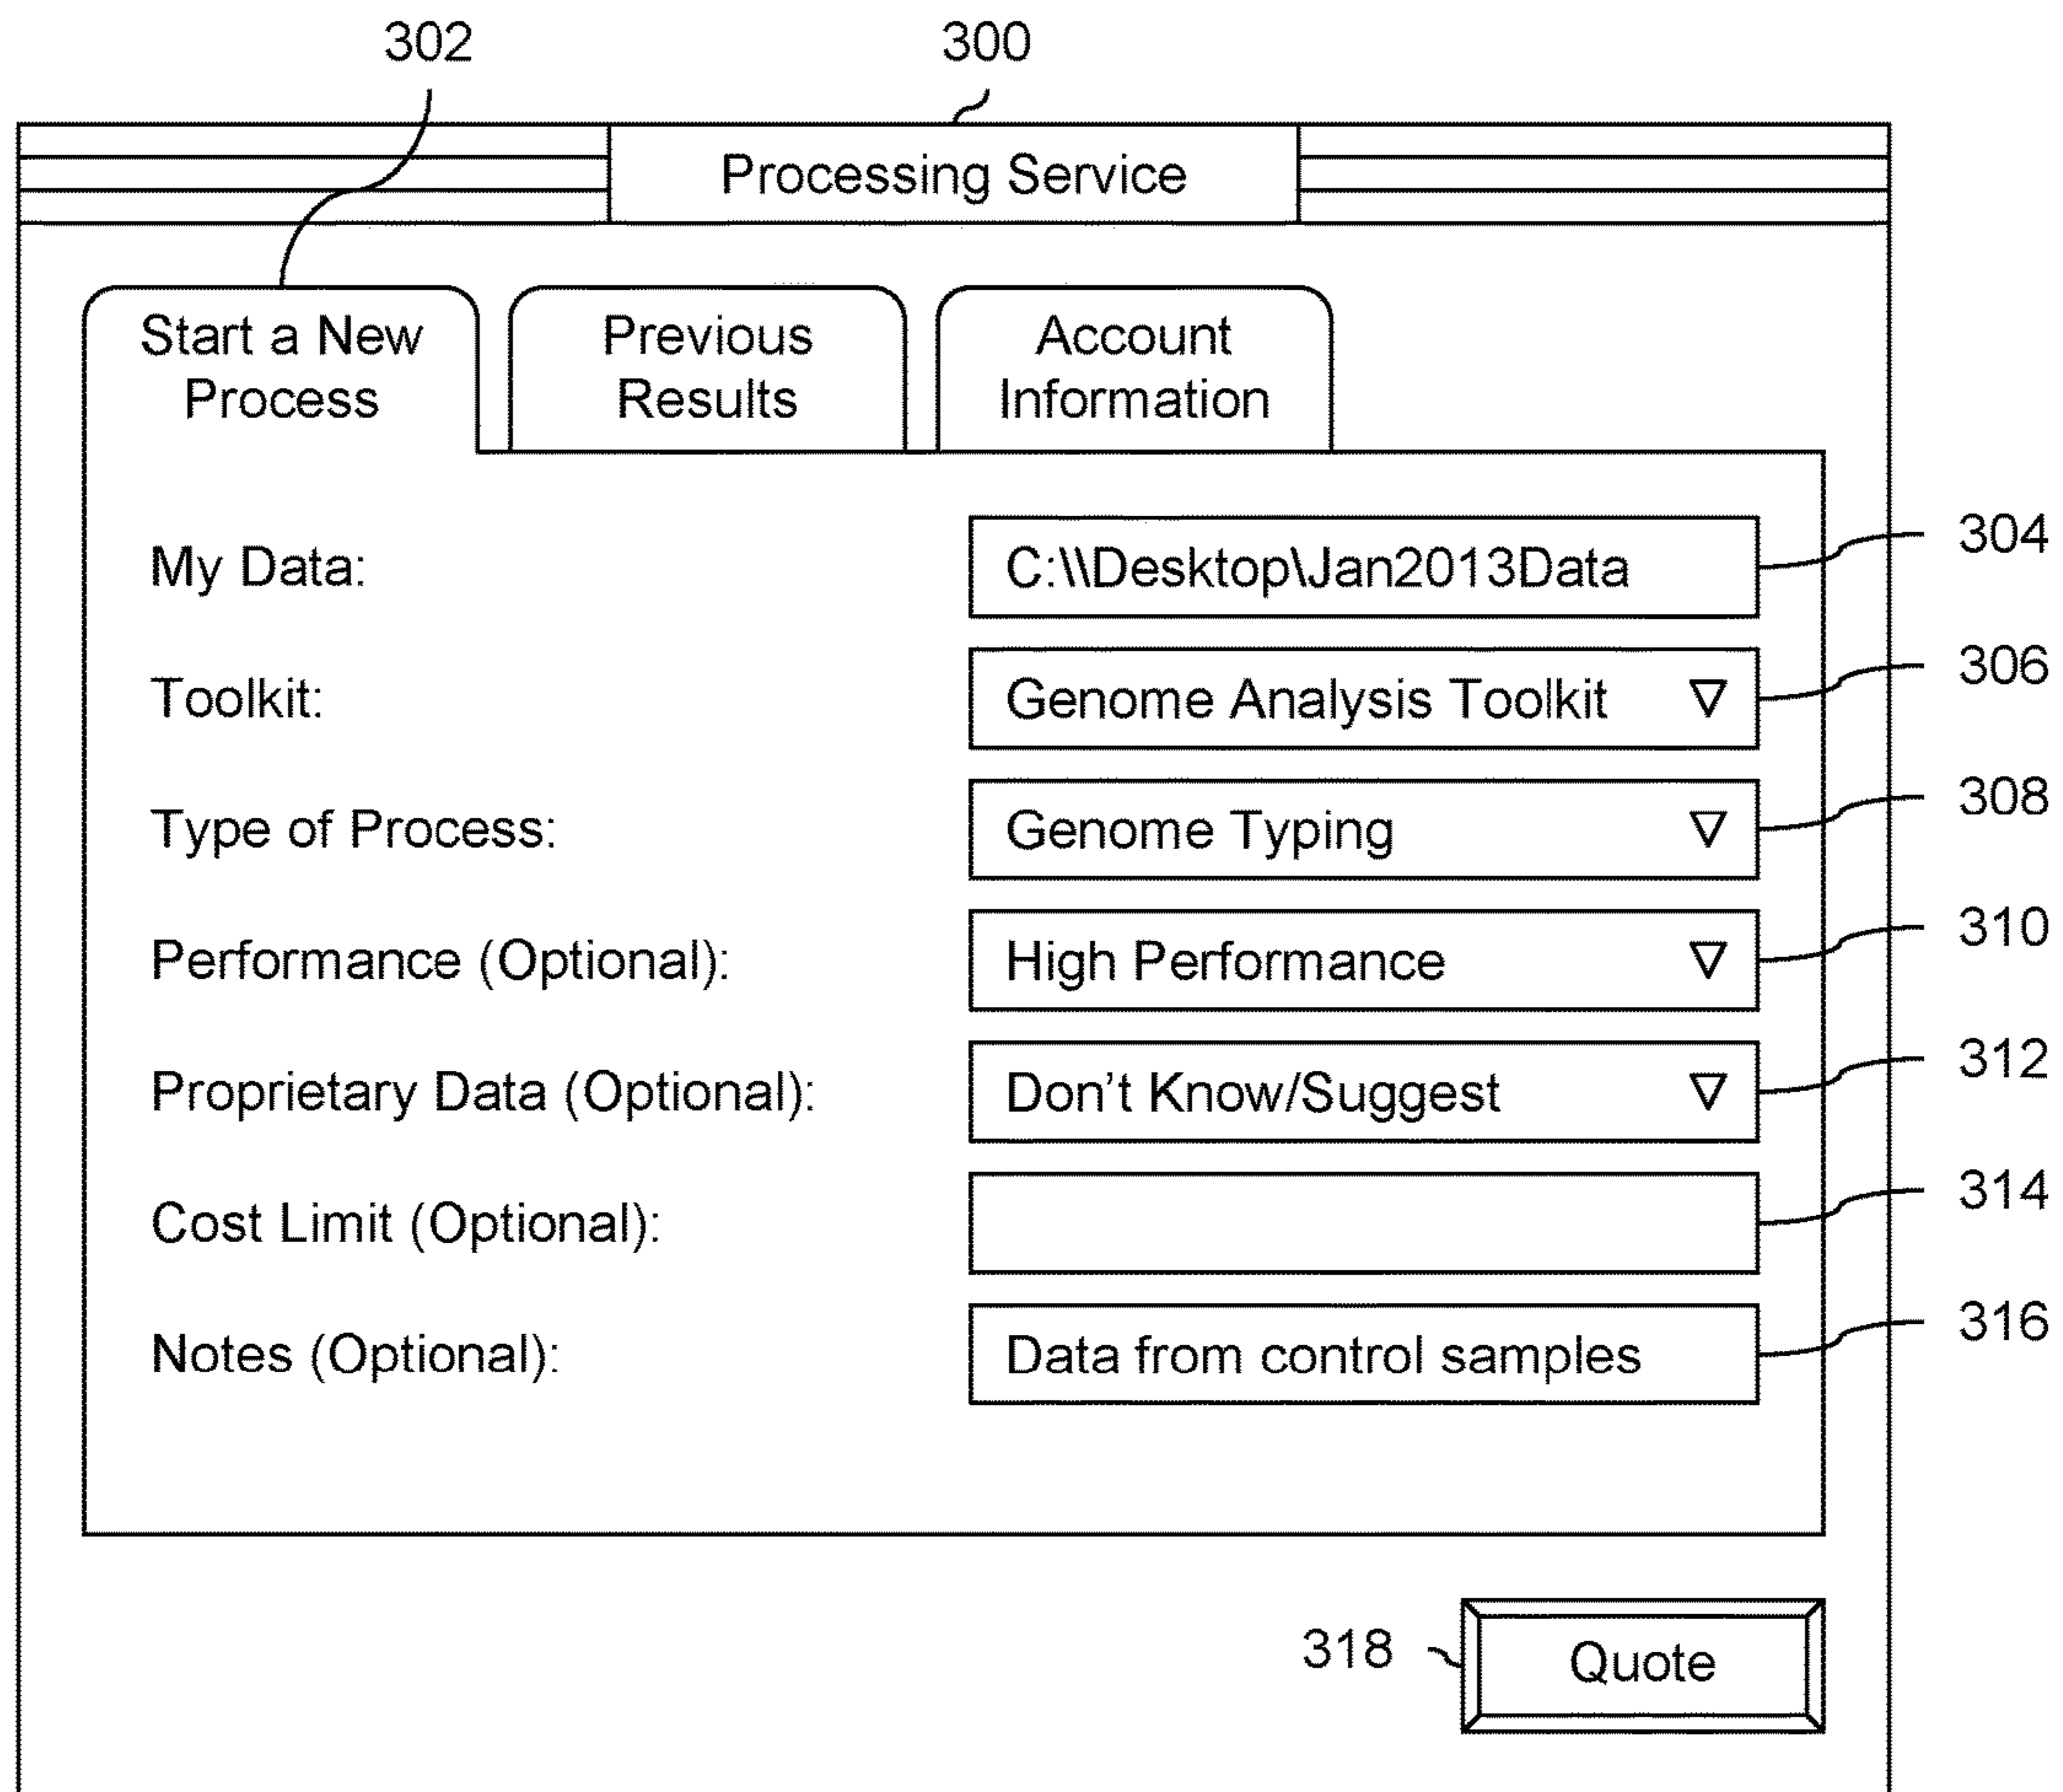 302
300
Processing Service
Start a New
Process
Previous
Results
Account
Information
My Data:
C:\\Desktop\Jan2013Data
304
Toolkit:
Genome Analysis Toolkit
306
Type of Process:
Genome Typing
308
Performance (Optional):
High Performance
310
Proprietary Data (Optional):
Don't Know/Suggest
312
Cost Limit (Optional):
314
Notes (Optional):
Data from control samples
316
318
Quote